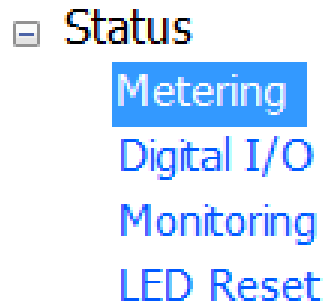 Status
Metering
Digital I/O
Monitoring
LED Reset